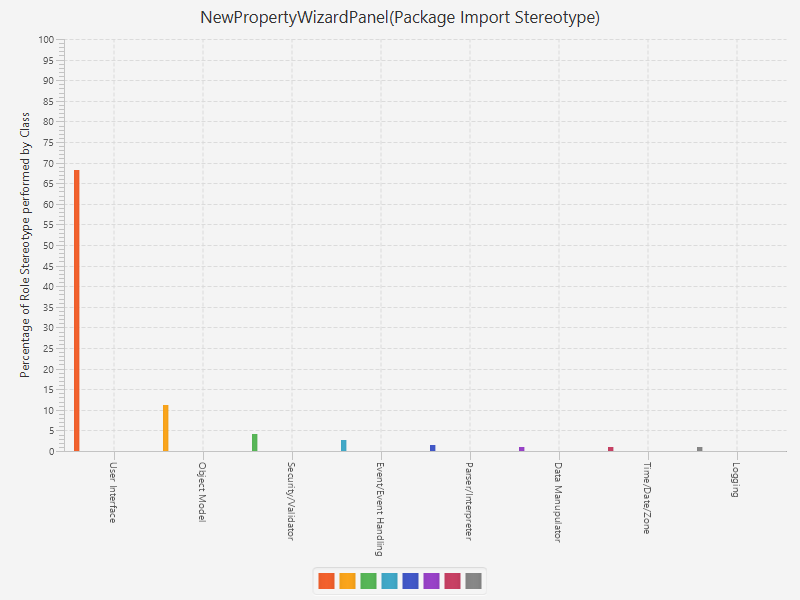 NewPropertyWizardPanel(Package Import Stereotype)
Percentage of Role Stereotype performed by Class
100
95
90
85
80
75
70
65
60
55
50
45
40
35
30
25
20
15
10
5
0
User Interface
Object Model
Security/Validator
Event/Event Handling
Parser/Interpreter
Data Manupulator
Time/Date/Zone
Logging